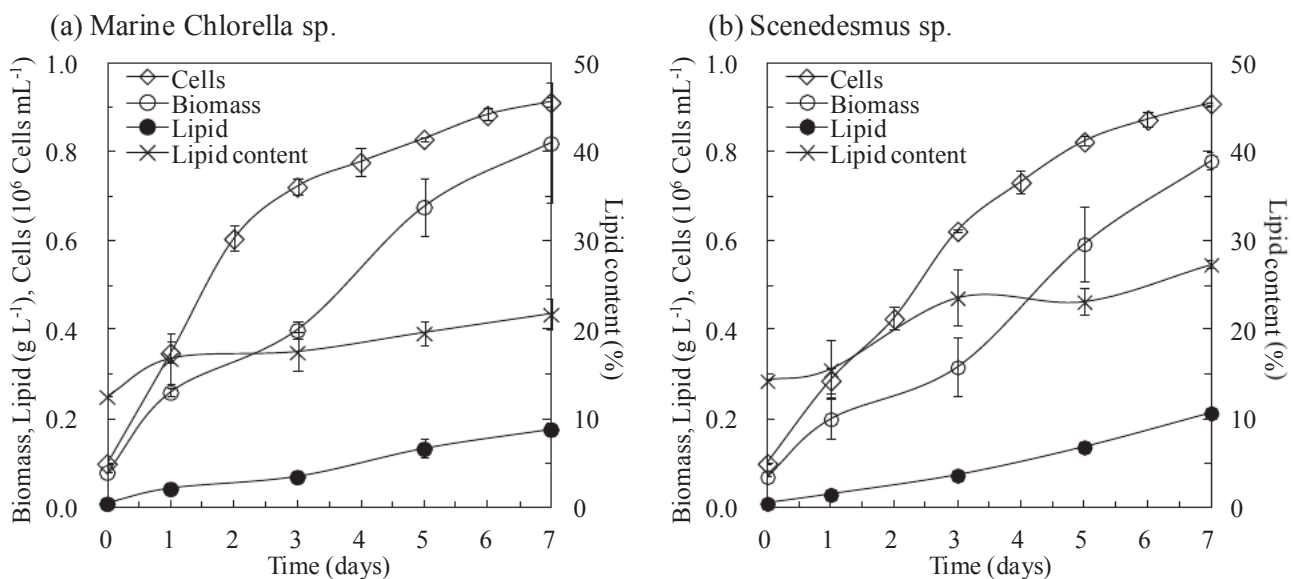 (a) Marine Chlorella sp.
Biomass, Lipid (g L⁻¹), Cells (10⁶ Cells mL⁻¹)
1.0
0.8
0.6
0.4
0.2
0.0
Cells
Biomass
Lipid
Lipid content
50
40
30
20
10
0
Lipid content (%)
0 1 2 3 4 5 6 7
Time (days)
(b) Scenedesmus sp.
Biomass, Lipid (g L⁻¹), Cells (10⁶ Cells mL⁻¹)
1.0
0.8
0.6
0.4
0.2
0.0
Cells
Biomass
Lipid
Lipid content
50
40
30
20
10
0
Lipid content (%)
0 1 2 3 4 5 6 7
Time (days)